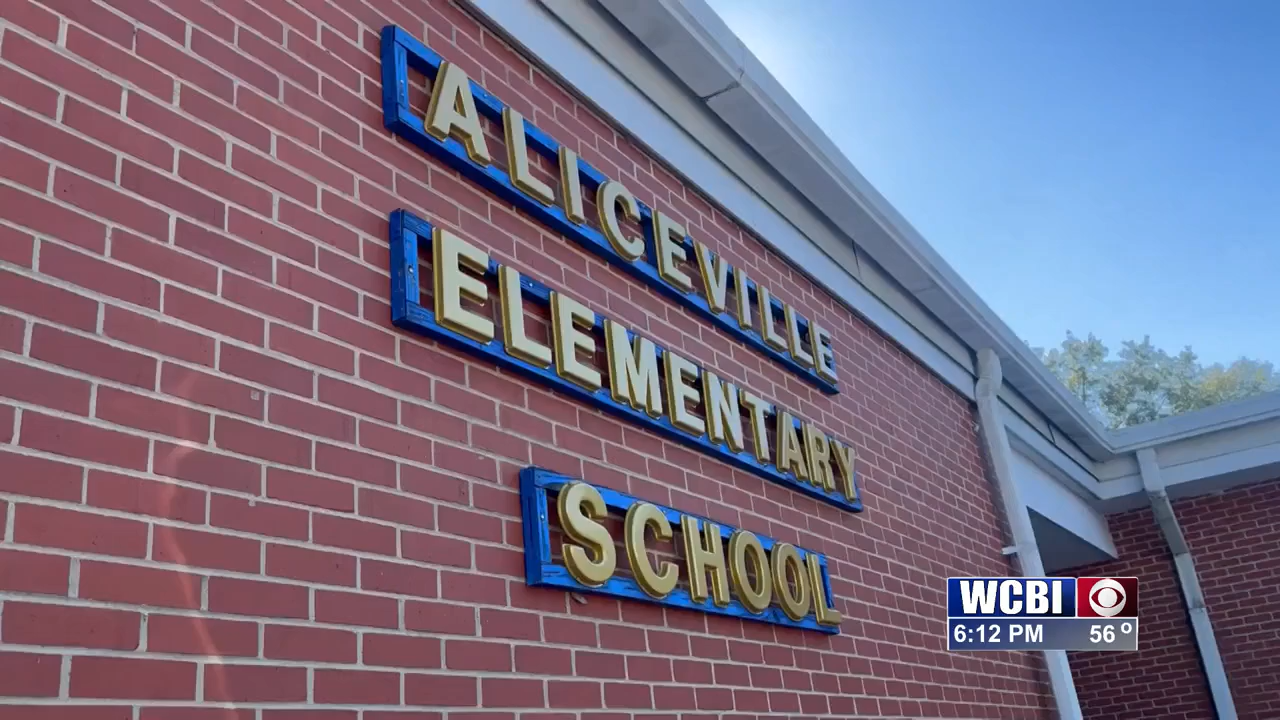 ALICEVILLE
ELEMENTARY
SCHOOL
WCBI
6:12 PM 56°